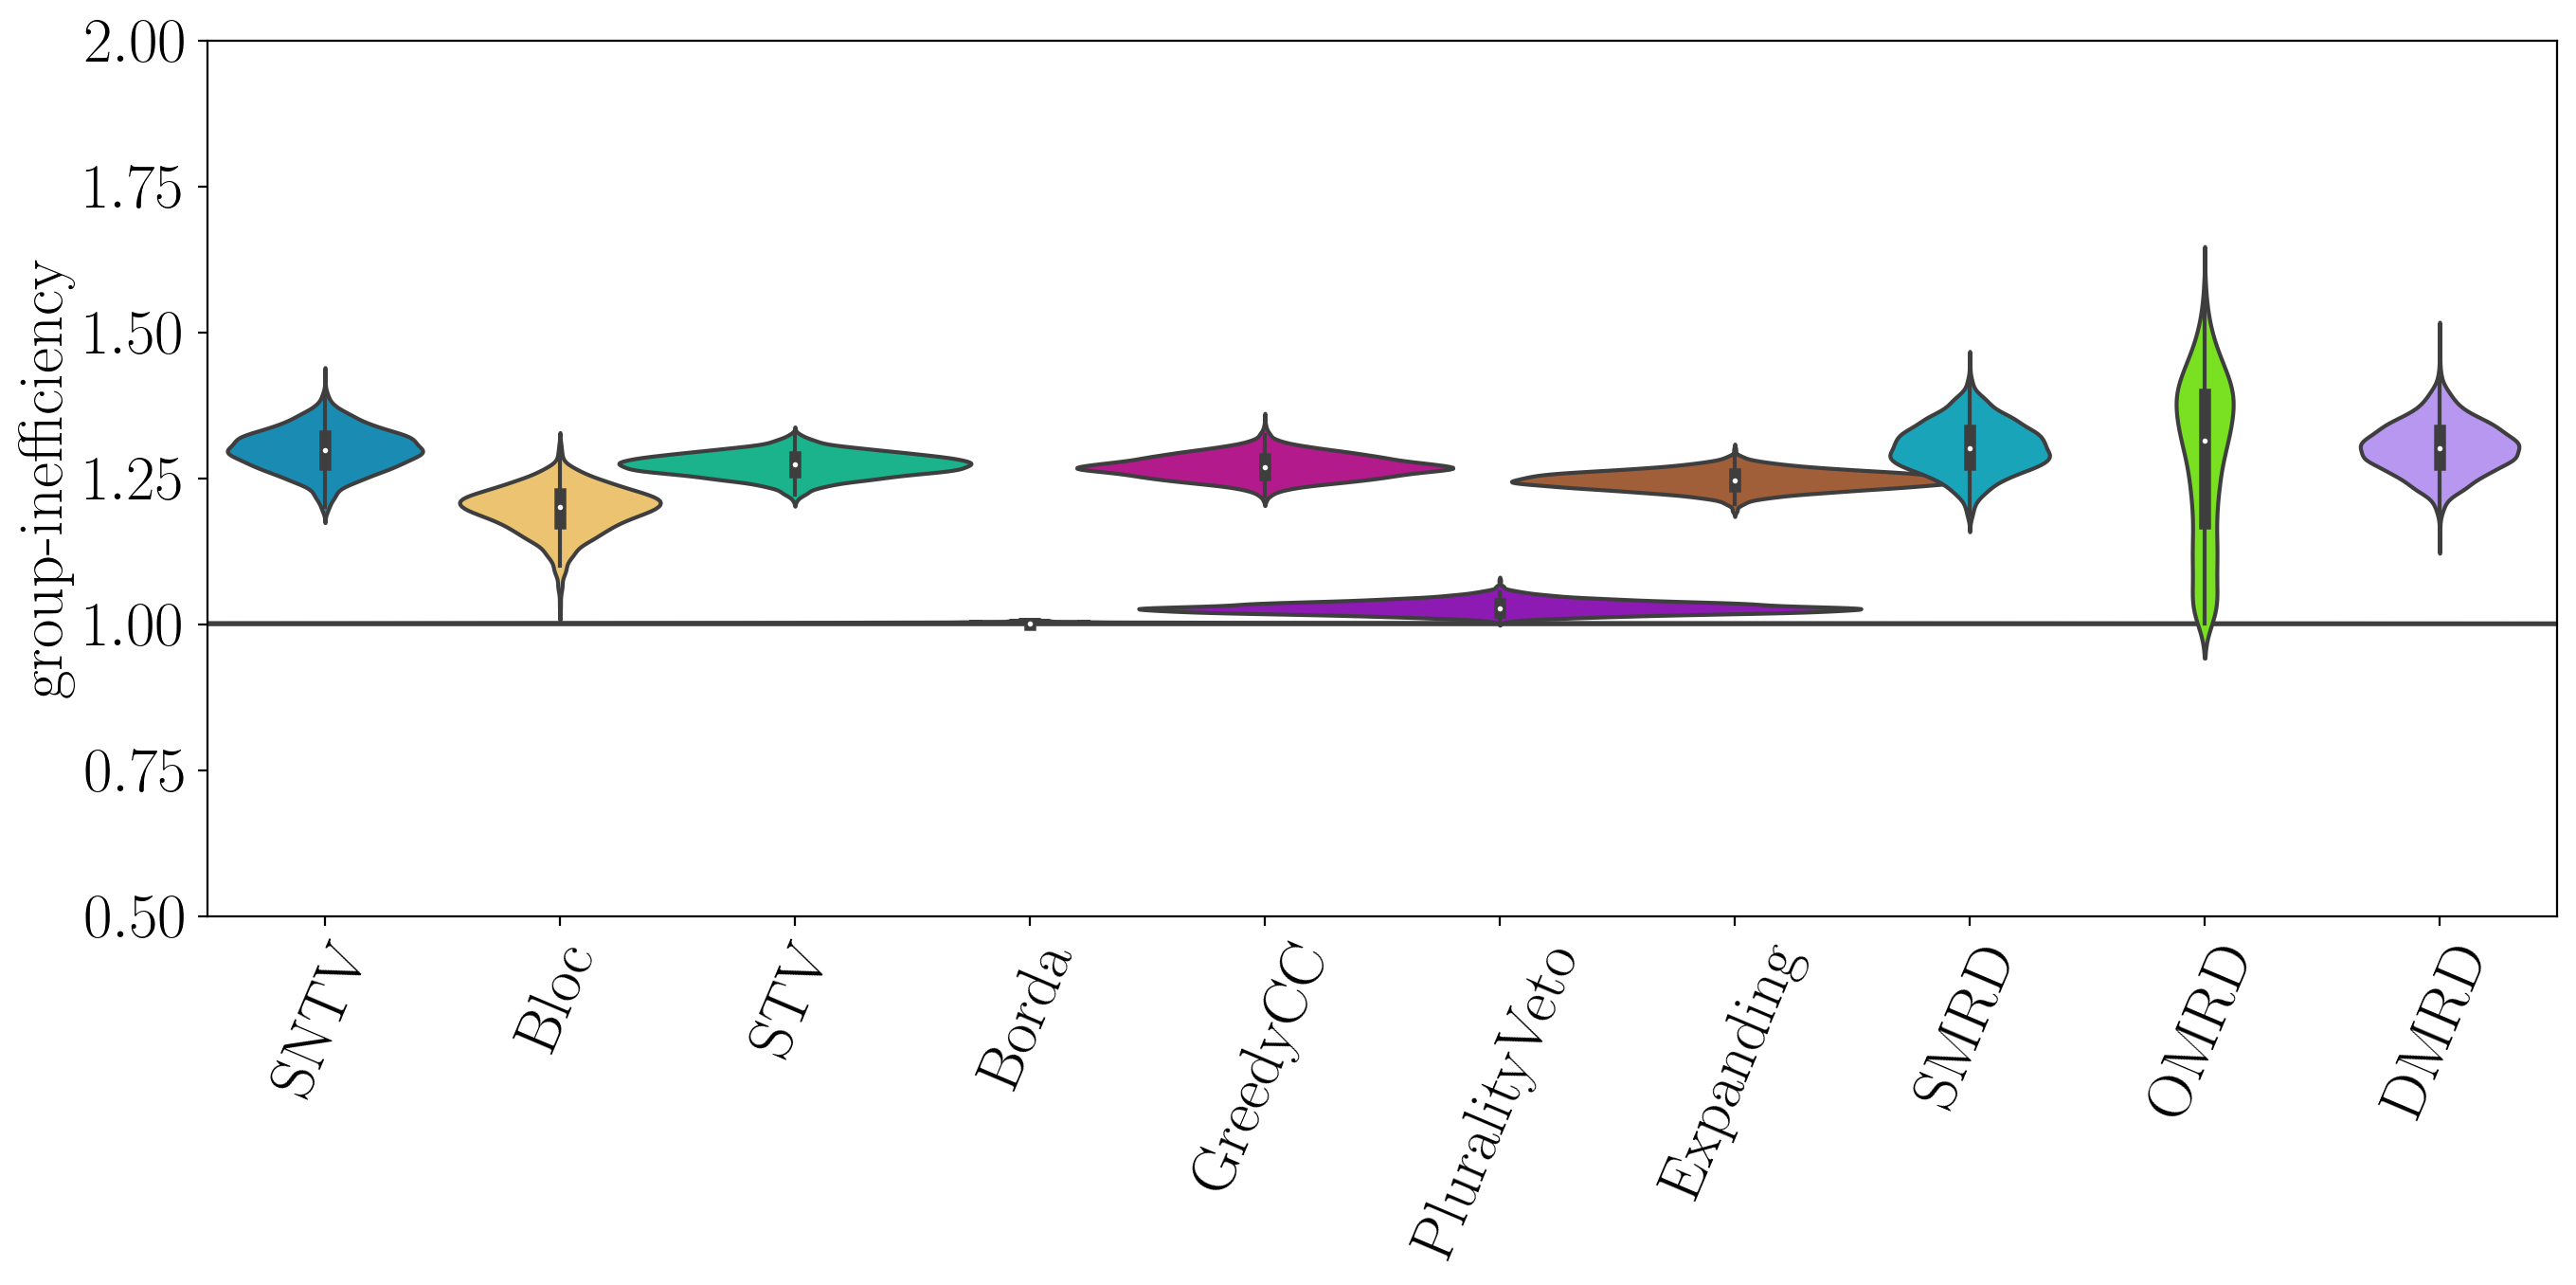 group-inefficiency
2.00
1.75
1.50
1.25
1.00
0.75
0.50
SNTV
Bloc
STV
Borda
GreedyCC
PluralityVeto
Expanding
SMRD
OMRD
DMRD